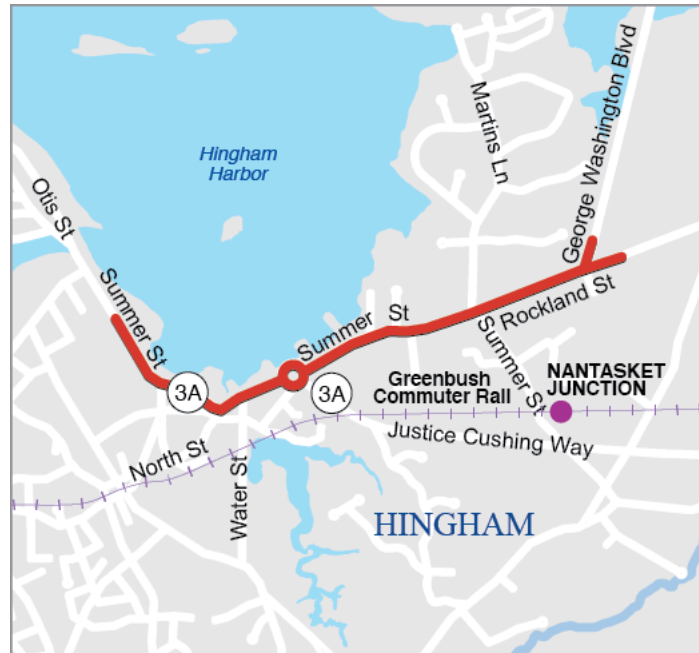 Hingham
Harbor
Martins Ln
George Washington Blvd
Otis St
Summer St
Summer St
Rockland St
Summer St
3A
3A
Greenbush
Commuter Rail
NANTASKET
JUNCTION
Justice Cushing Way
North St
Water St
HINGHAM